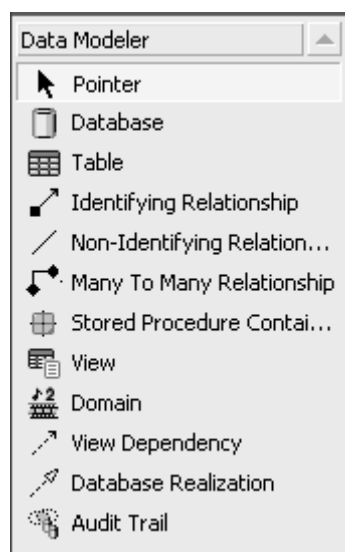 Data Modeler
Pointer
Database
Table
Identifying Relationship
Non-Identifying Relation...
Many To Many Relationship
Stored Procedure Contai...
View
Domain
View Dependency
Database Realization
Audit Trail